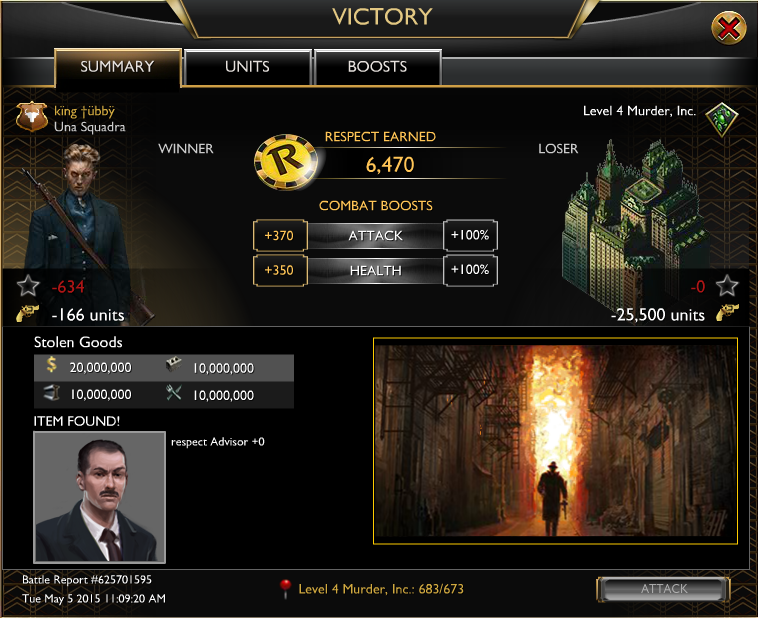 VICTORY
SUMMARY
UNITS
BOOSTS
kïng †übbÿ
Una Squadra
Level 4 Murder, Inc.
WINNER
RESPECT EARNED
LOSER
R
6,470
COMBAT BOOSTS
+370
ATTACK
+100%
+350
HEALTH
+100%
-634
-0
-166 units
-25,500 units
Stolen Goods
$ 20,000,000
10,000,000
10,000,000
10,000,000
ITEM FOUND!
respect Advisor +0
Battle Report #625701595
Tue May 5 2015 11:09:20 AM
Level 4 Murder, Inc.: 683/673
ATTACK